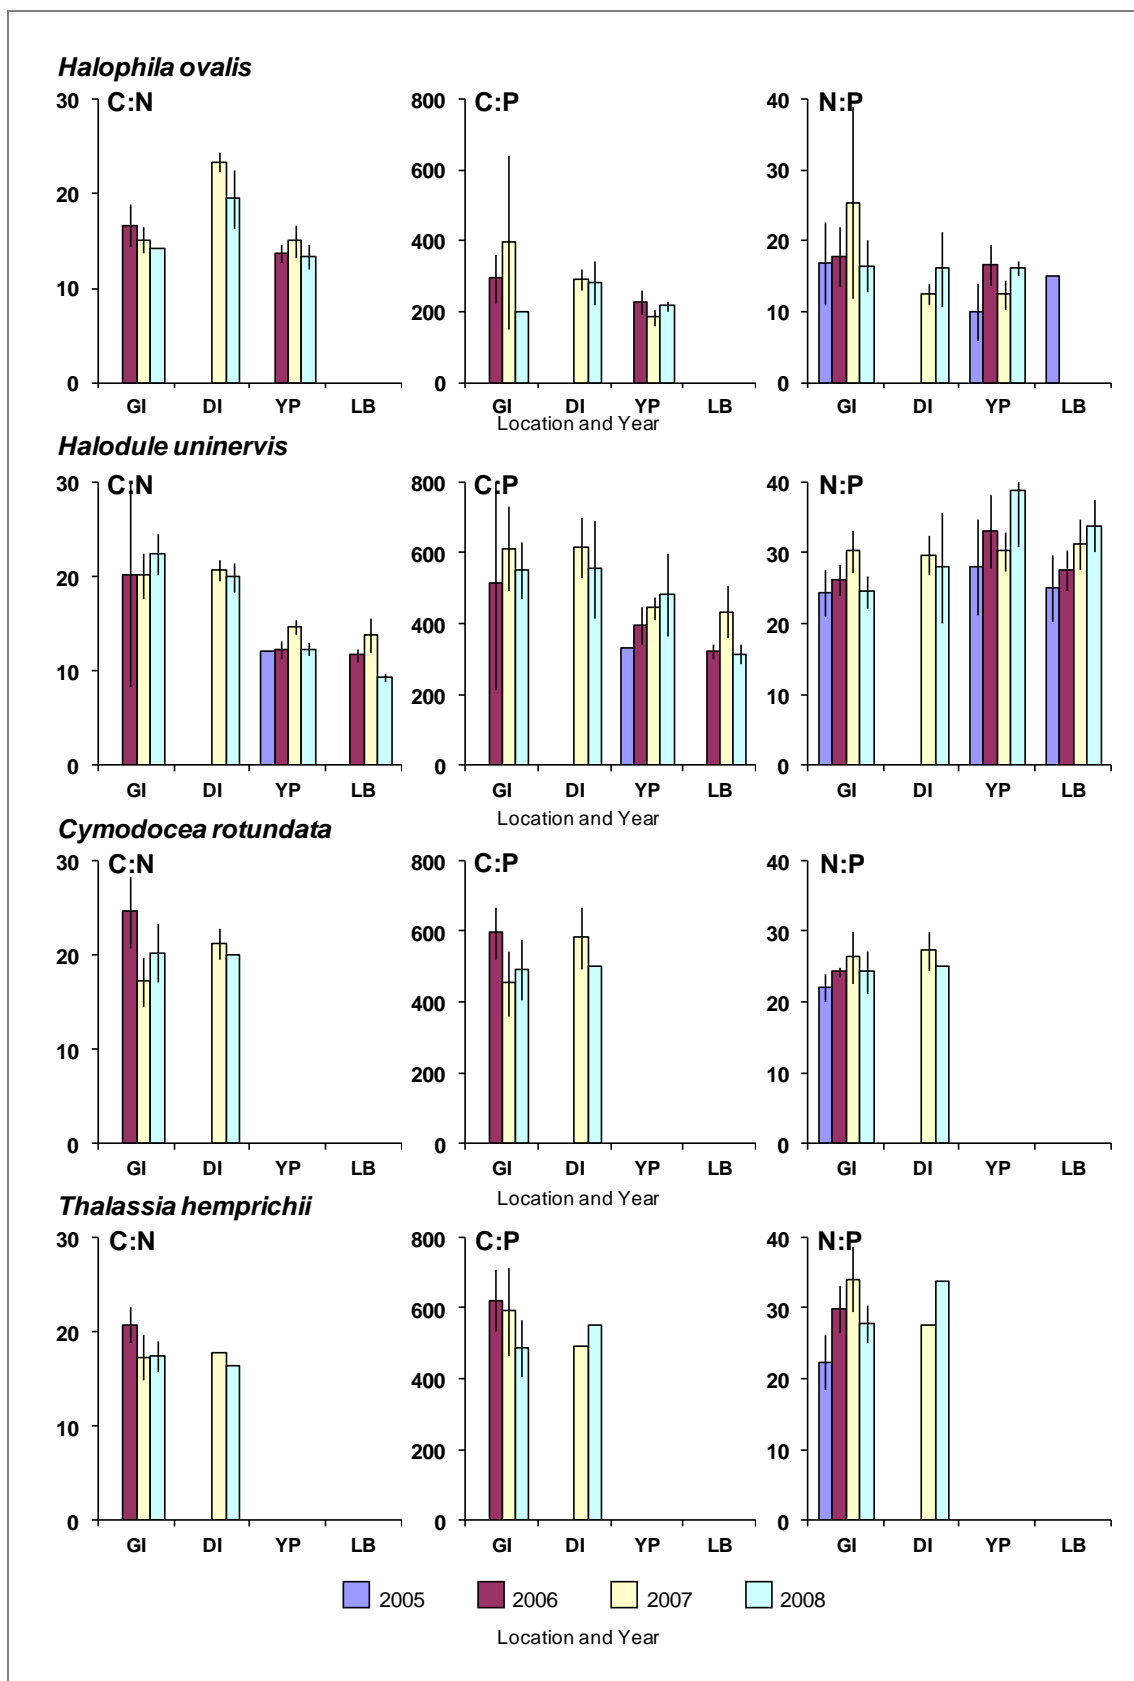 Halophila ovalis
C:N C:P N:P
30 800 40
600 30
20
400 20
10 200 10
0 0 0
GI DI YP LB GI DI YP LB GI DI YP LB
Location and Year
Halodule uninervis
C:N C:P N:P
30 800 40
600 30
20
400 20
10 200 10
0 0 0
GI DI YP LB GI DI YP LB GI DI YP LB
Location and Year
Cymodocea rotundata
C:N C:P N:P
30 800 40
600 30
20
400 20
10 200 10
0 0 0
GI DI YP LB GI DI YP LB GI DI YP LB
Location and Year
Thalassia hemprichii
C:N C:P N:P
30 800 40
600 30
20
400 20
10 200 10
0 0 0
GI DI YP LB GI DI YP LB GI DI YP LB
2005 2006 2007 2008
Location and Year